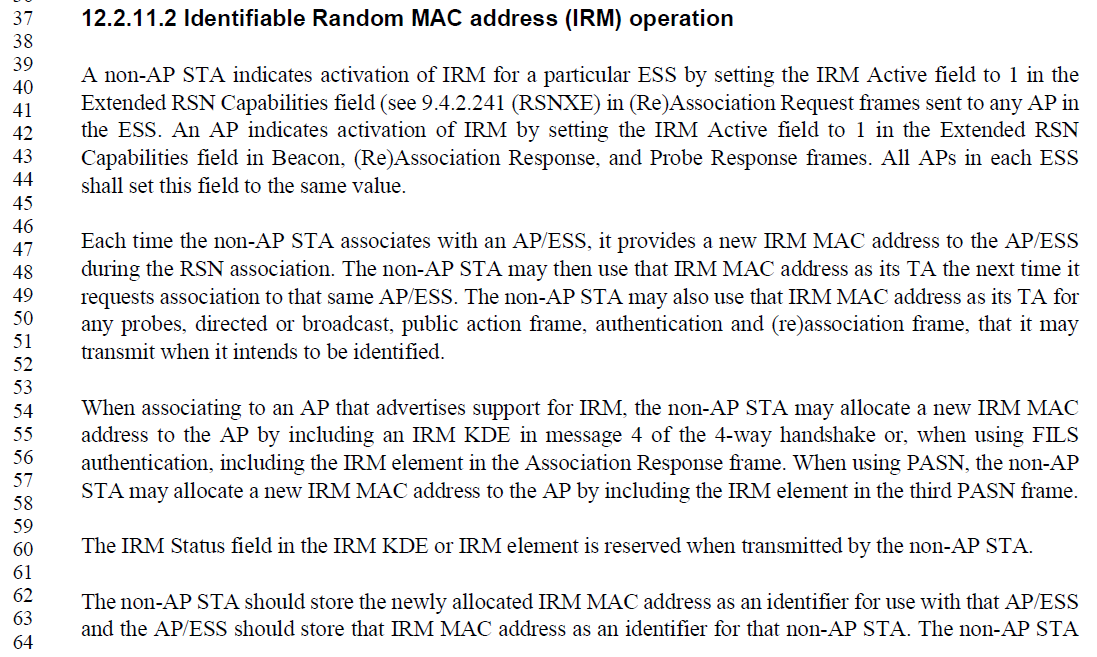 37 12.2.11.2 Identifiable Random MAC address (IRM) operation
38
39
40 A non-AP STA indicates activation of IRM for a particular ESS by setting the IRM Active field to 1 in the
41 Extended RSN Capabilities field (see 9.4.2.241 (RSNXE) in (Re)Association Request frames sent to any AP in
42 the ESS. An AP indicates activation of IRM by setting the IRM Active field to 1 in the Extended RSN
43 Capabilities field in Beacon, (Re)Association Response, and Probe Response frames. All APs in each ESS
44 shall set this field to the same value.
45
46
47 Each time the non-AP STA associates with an AP/ESS, it provides a new IRM MAC address to the AP/ESS
48 during the RSN association. The non-AP STA may then use that IRM MAC address as its TA the next time it
49 requests association to that same AP/ESS. The non-AP STA may also use that IRM MAC address as its TA for
50 any probes, directed or broadcast, public action frame, authentication and (re)association frame, that it may
51 transmit when it intends to be identified.
52
53
54 When associating to an AP that advertises support for IRM, the non-AP STA may allocate a new IRM MAC
55 address to the AP by including an IRM KDE in message 4 of the 4-way handshake or, when using FILS
56 authentication, including the IRM element in the Association Response frame. When using PASN, the non-AP
57 STA may allocate a new IRM MAC address to the AP by including the IRM element in the third PASN frame.
58
59
60 The IRM Status field in the IRM KDE or IRM element is reserved when transmitted by the non-AP STA.
61
62 The non-AP STA should store the newly allocated IRM MAC address as an identifier for use with that AP/ESS
63 and the AP/ESS should store that IRM MAC address as an identifier for that non-AP STA. The non-AP STA
64